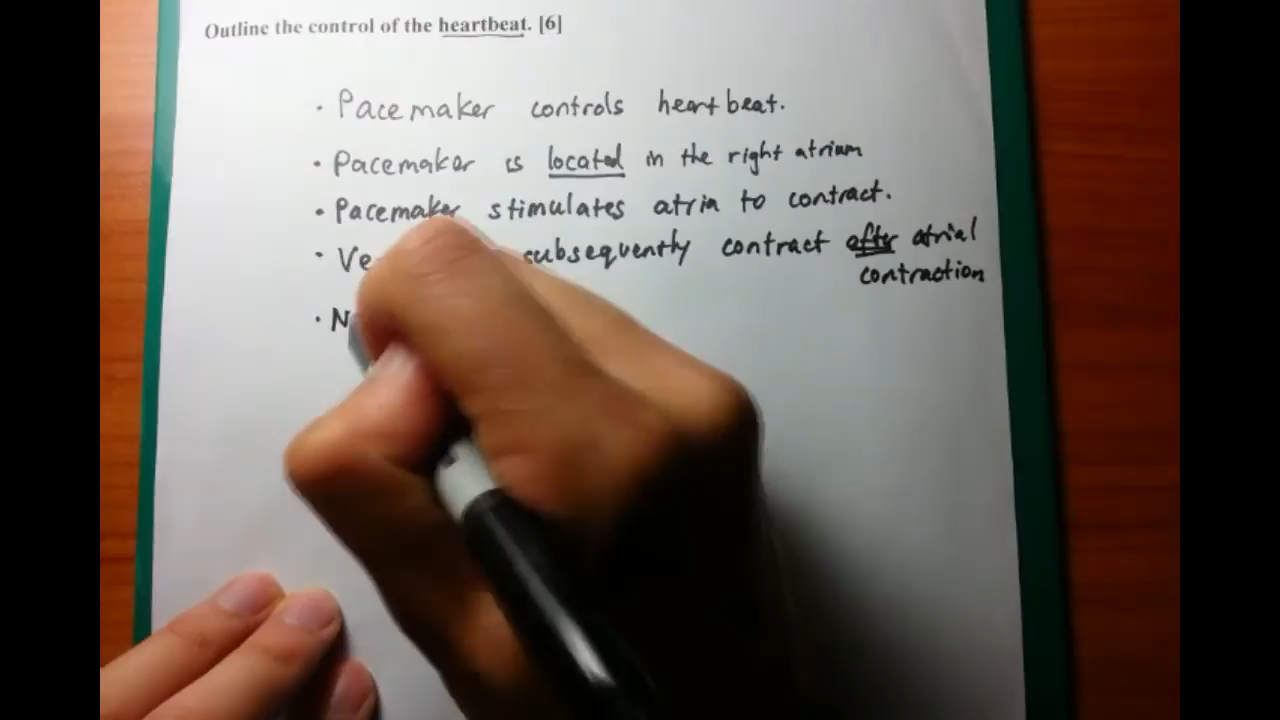 Outline the control of the heartbeat. [6]
· Pacemaker controls heartbeat.
· Pacemaker is located in the right atrium
· Pacemaker stimulates atria to contract.
· Ve subsequently contract after atrial
contraction
· N